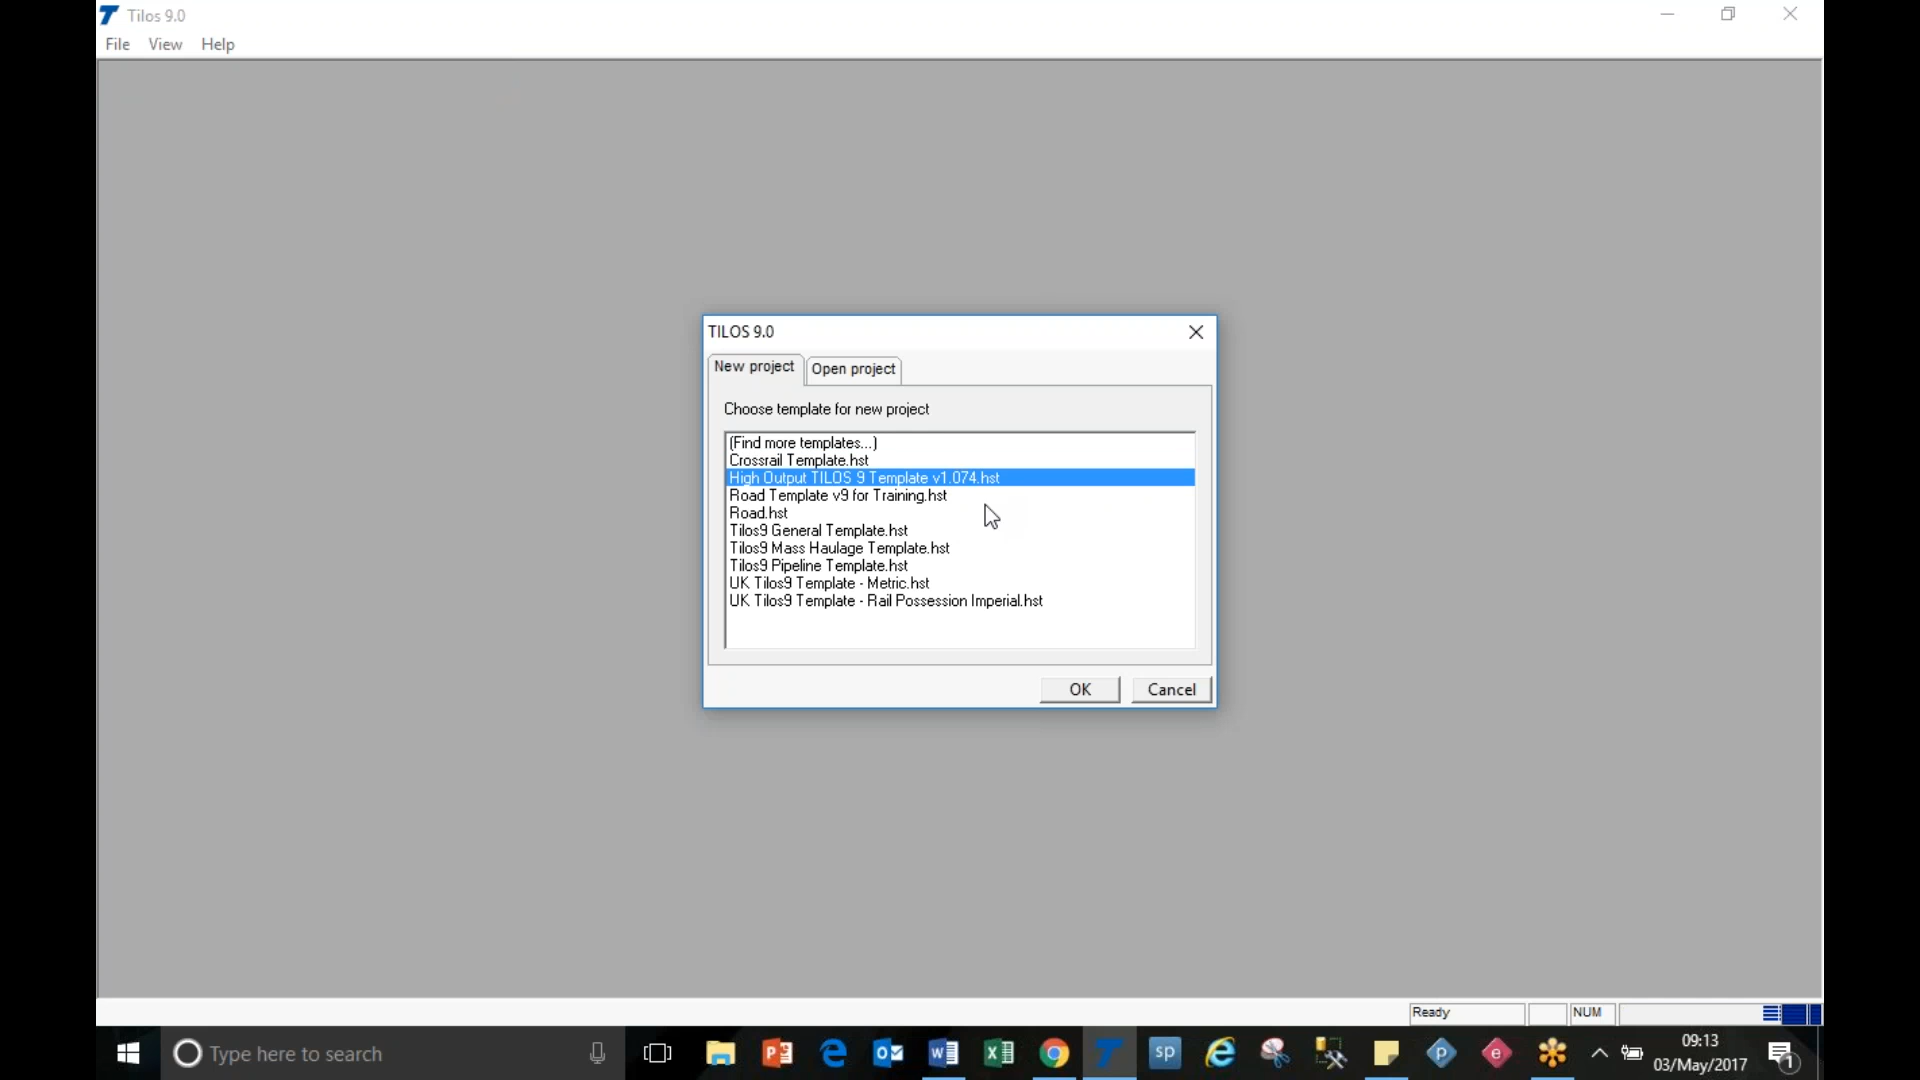 Tilos 9.0
File View Help
TILOS 9.0
New project Open project
Choose template for new project
(Find more templates...)
Crossrail Template.hst
High Output TILOS 9 Template v1.074.hst
Road Template v9 for Training.hst
Road.hst
Tilos9 General Template.hst
Tilos9 Mass Haulage Template.hst
Tilos9 Pipeline Template.hst
UK Tilos9 Template - Metric.hst
UK Tilos9 Template - Rail Possession Imperial.hst
OK Cancel
Ready NUM
Type here to search
sp
p
e
09:13
03/May/2017
1